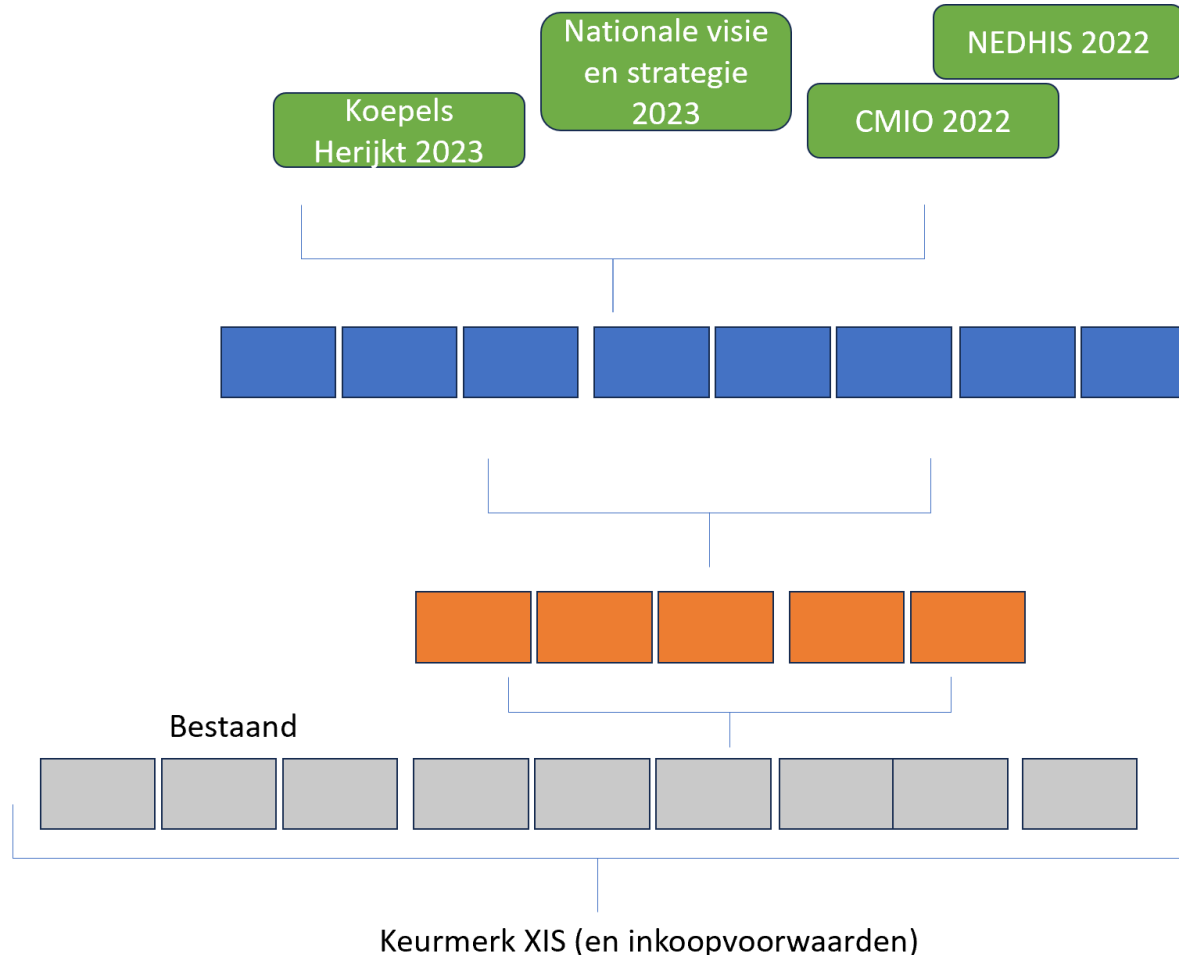 Nationale visie
en strategie
2023
NEDHIS 2022
Koepels
Herijkt 2023
CMIO 2022
Bestaand
Keurmerk XIS (en inkoopvoorwaarden)